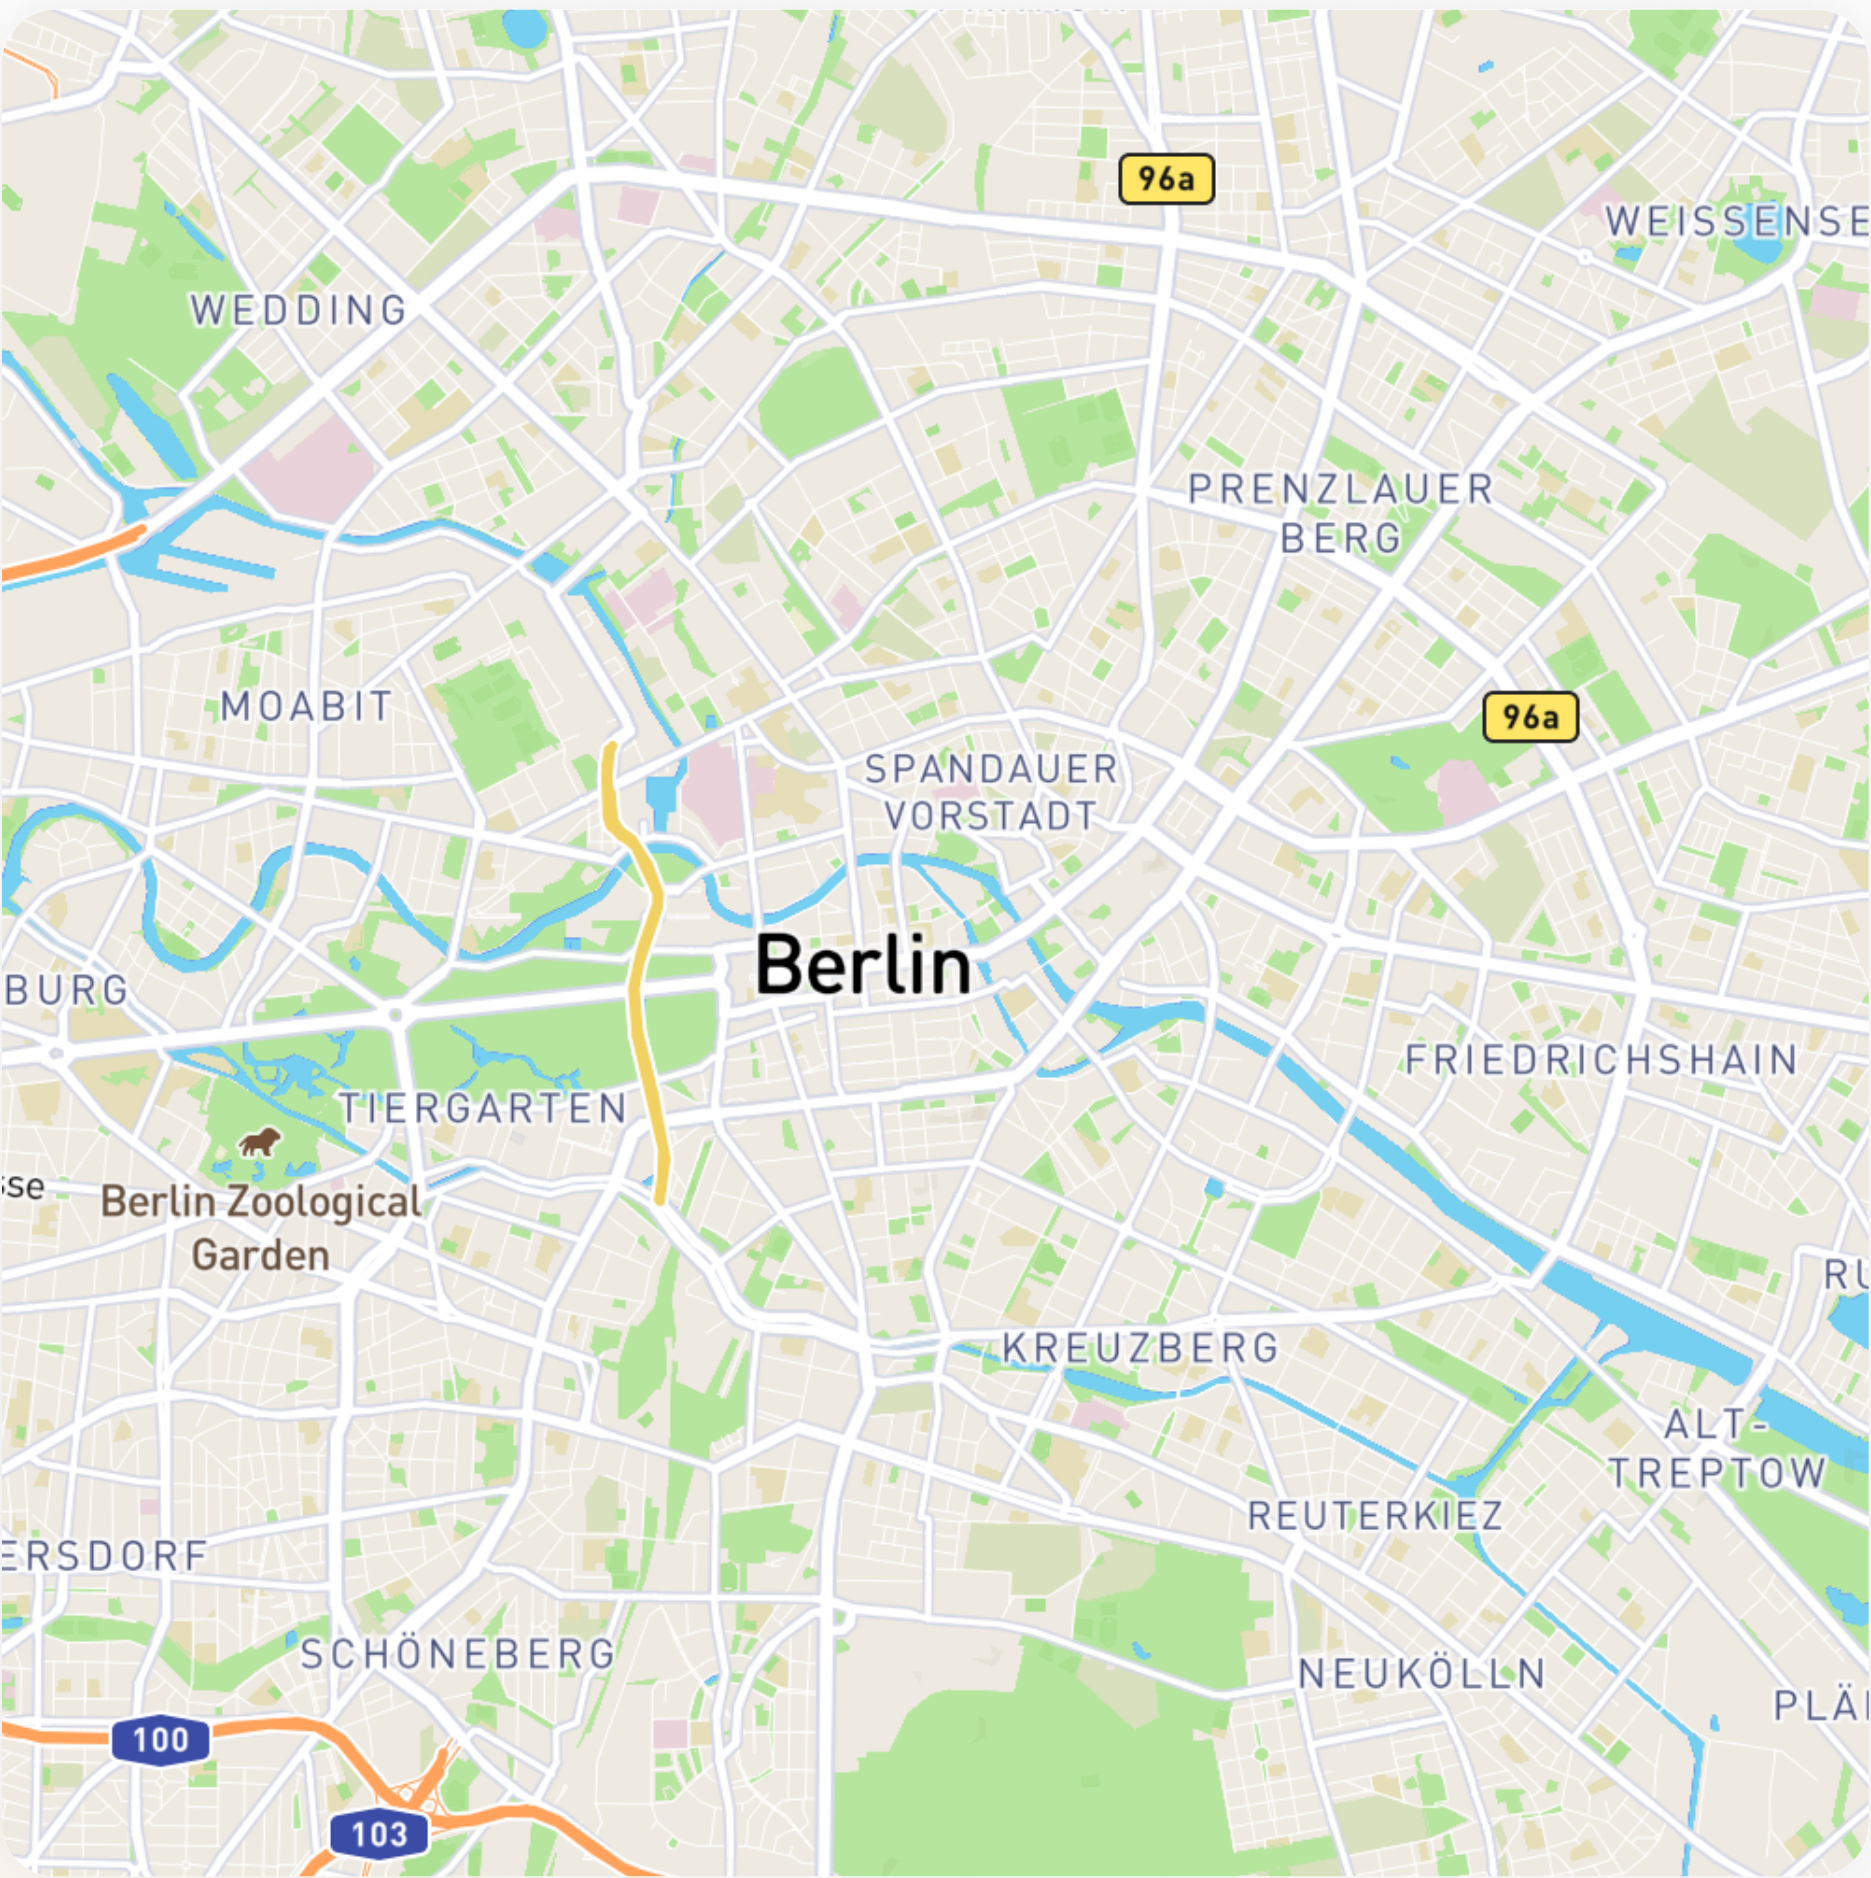 96a
WEISSENSE
WEDDING
PRENZLAUER
BERG
MOABIT
96a
SPANDAUER
VORSTADT
Berlin
BURG
FRIEDRICHSHAIN
TIERGARTEN
sse
Berlin Zoological
Garden
RU
KREUZBERG
ALT-
TREPTOW
REUTERKIEZ
ERSDORF
SCHÖNEBERG
NEUKÖLLN
PLÄ
100
103